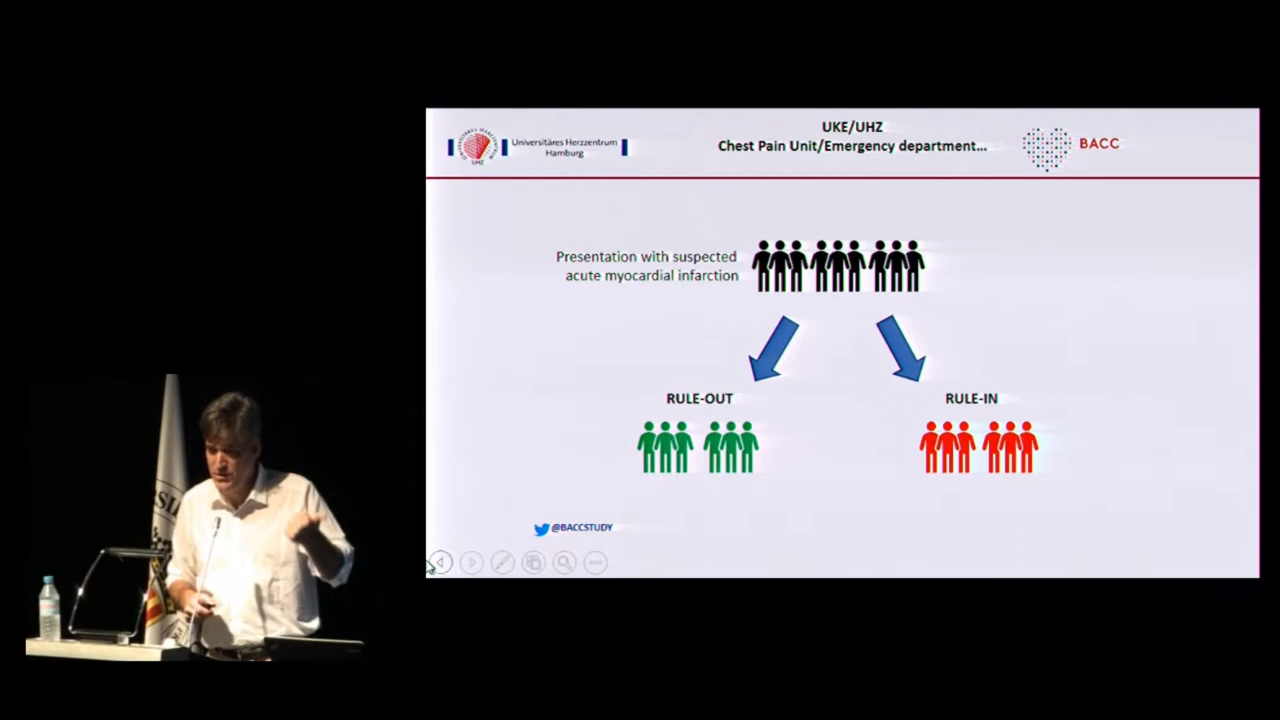 UKE/UHZ
Chest Pain Unit/Emergency department...
Universitäres Herzzentrum
Hamburg
UHZ
BACC
Presentation with suspected
acute myocardial infarction
RULE-OUT
RULE-IN
@BACCSTUDY